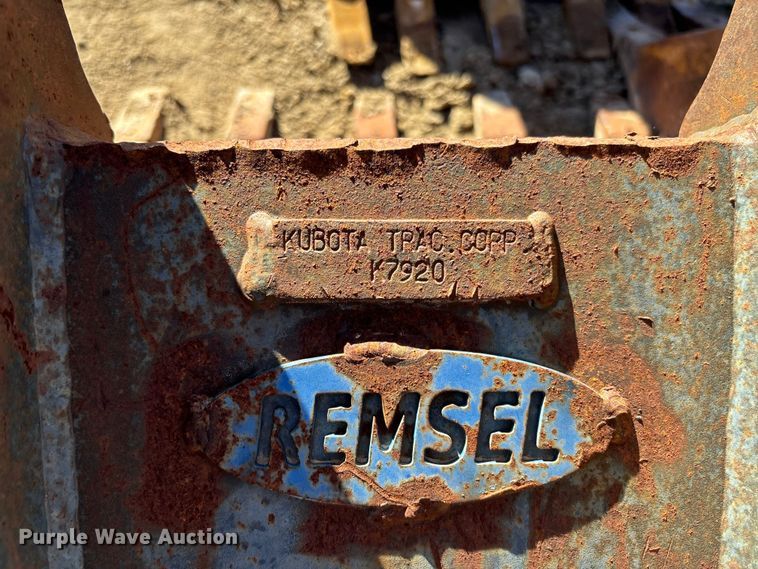 KUBOTA TRAC.CORP.
K7920
REMSEL
Purple Wave Auction